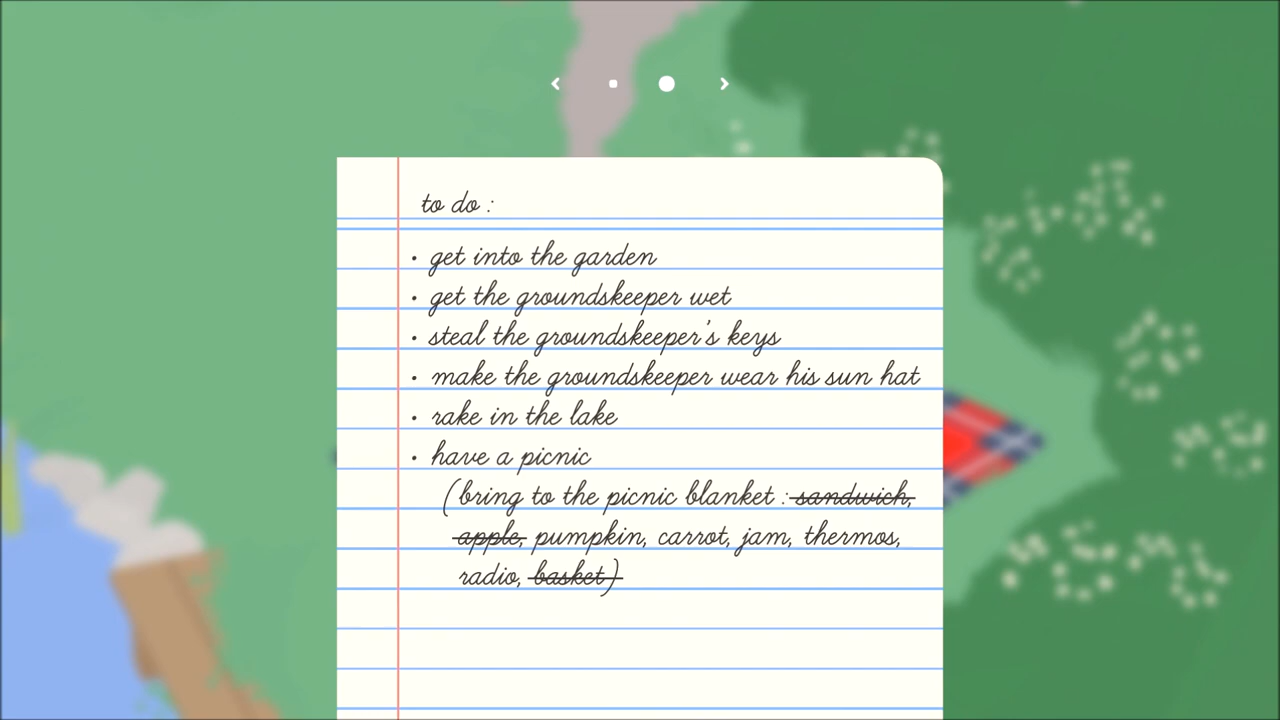 to do :
• get into the garden
• get the groundskeeper wet
• steal the groundskeeper's keys
• make the groundskeeper wear his sun hat
• rake in the lake
• have a picnic
(bring to the picnic blanket : sandwich,
apple, pumpkin, carrot, jam, thermos,
radio, basket)